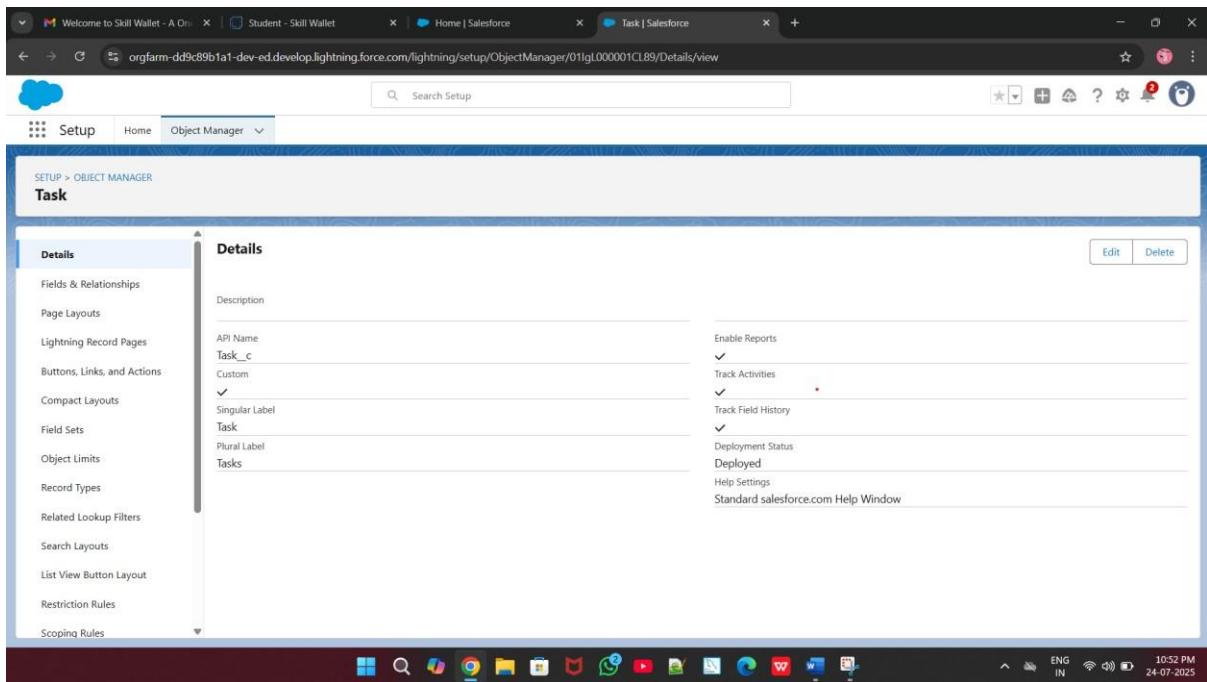 Welcome to Skill Wallet - A On
Student - Skill Wallet
Home | Salesforce
Task | Salesforce
orgfarm-dd9c89b1a1-dev-ed.develop.lightning.force.com/lightning/setup/ObjectManager/01IgL000001CL89/Details/view
Search Setup
2
Setup
Home
Object Manager
SETUP > OBJECT MANAGER
Task
Details
Fields & Relationships
Page Layouts
Lightning Record Pages
Buttons, Links, and Actions
Compact Layouts
Field Sets
Object Limits
Record Types
Related Lookup Filters
Search Layouts
List View Button Layout
Restriction Rules
Scoping Rules
Details
Edit
Delete
Description
API Name
Task__c
Custom
Singular Label
Task
Plural Label
Tasks
Enable Reports
Track Activities
Track Field History
Deployment Status
Deployed
Help Settings
Standard salesforce.com Help Window
2
ENG
IN
10:52 PM
24-07-2025